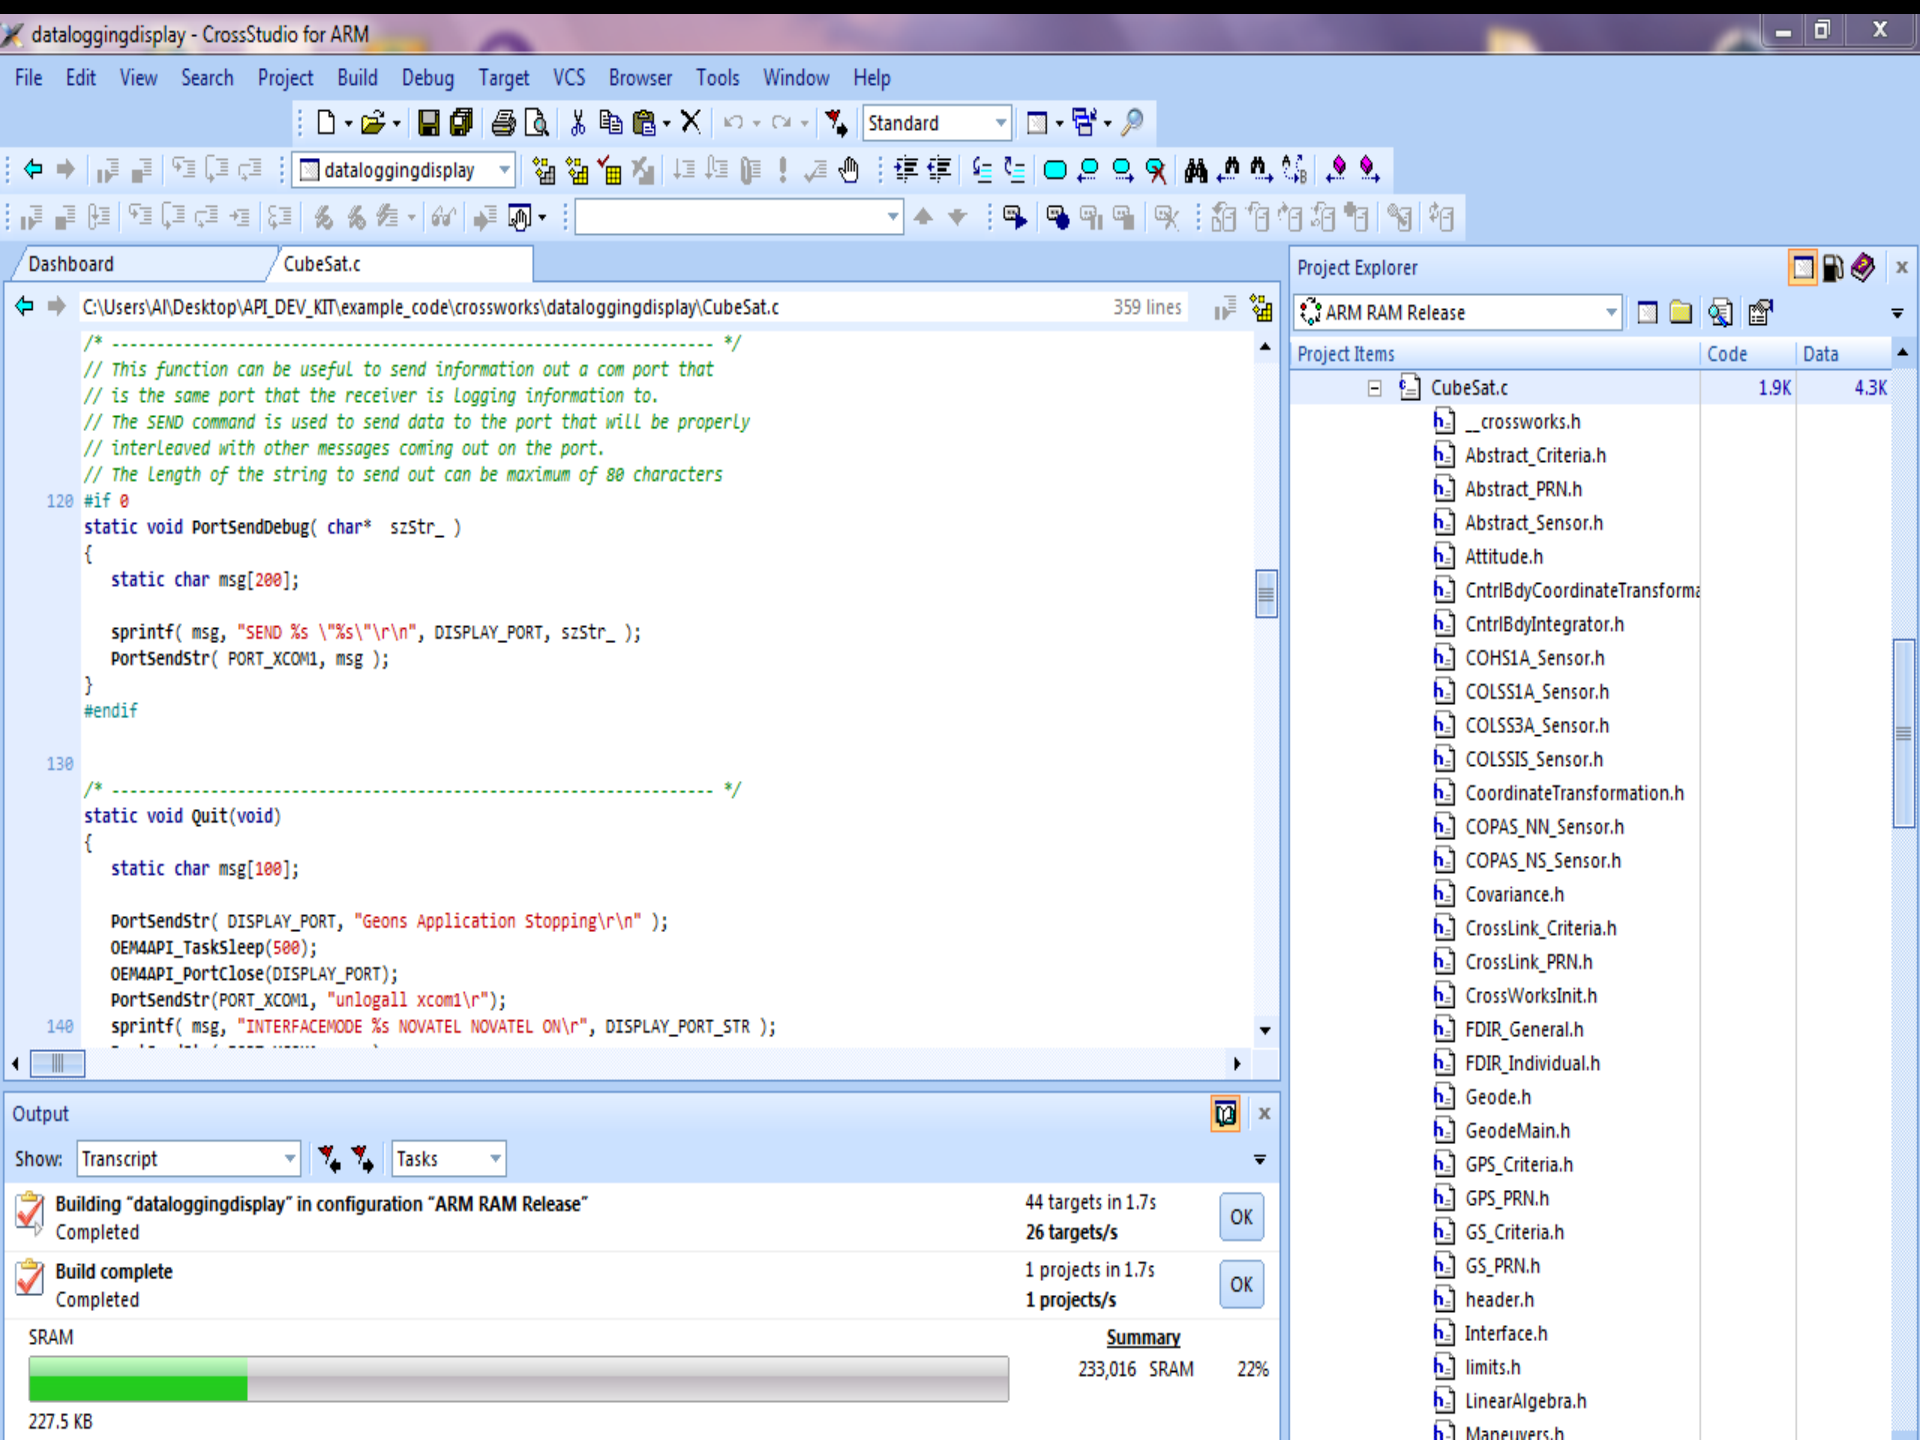 dataloggingdisplay - CrossStudio for ARM
File Edit View Search Project Build Debug Target VCS Browser Tools Window Help
Standard
dataloggingdisplay
Dashboard
CubeSat.c
C:\Users\AI\Desktop\API_DEV_KIT\example_code\crossworks\dataloggingdisplay\CubeSat.c
359 lines
/* ------------------------------------------------------------------- */
// This function can be useful to send information out a com port that
// is the same port that the receiver is logging information to.
// The SEND command is used to send data to the port that will be properly
// interleaved with other messages coming out on the port.
// The length of the string to send out can be maximum of 80 characters
120 #if 0
static void PortSendDebug( char*  szStr_ )
{
static char msg[200];
sprintf( msg, "SEND %s \"%s\"\r\n", DISPLAY_PORT, szStr_ );
PortSendStr( PORT_XCOM1, msg );
}
#endif
130
/* ------------------------------------------------------------------- */
static void Quit(void)
{
static char msg[100];
PortSendStr( DISPLAY_PORT, "Geons Application Stopping\r\n" );
OEM4API_TaskSleep(500);
OEM4API_PortClose(DISPLAY_PORT);
PortSendStr(PORT_XCOM1, "unlogall xcom1\r");
140 sprintf( msg, "INTERFACEMODE %s NOVATEL NOVATEL ON\r", DISPLAY_PORT_STR );
Output
Show: Transcript Tasks
Building "dataloggingdisplay" in configuration "ARM RAM Release"
Completed
44 targets in 1.7s
26 targets/s
OK
Build complete
Completed
1 projects in 1.7s
1 projects/s
OK
SRAM
227.5 KB
Summary
233,016 SRAM 22%
Project Explorer
ARM RAM Release
Project Items Code Data
CubeSat.c 1.9K 4.3K
__crossworks.h
Abstract_Criteria.h
Abstract_PRN.h
Abstract_Sensor.h
Attitude.h
CntrlBdyCoordinateTransforma
CntrlBdyIntegrator.h
COHS1A_Sensor.h
COLSS1A_Sensor.h
COLSS3A_Sensor.h
COLSSIS_Sensor.h
CoordinateTransformation.h
COPAS_NN_Sensor.h
COPAS_NS_Sensor.h
Covariance.h
CrossLink_Criteria.h
CrossLink_PRN.h
CrossWorksInit.h
FDIR_General.h
FDIR_Individual.h
Geode.h
GeodeMain.h
GPS_Criteria.h
GPS_PRN.h
GS_Criteria.h
GS_PRN.h
header.h
Interface.h
limits.h
LinearAlgebra.h
Maneuvers.h